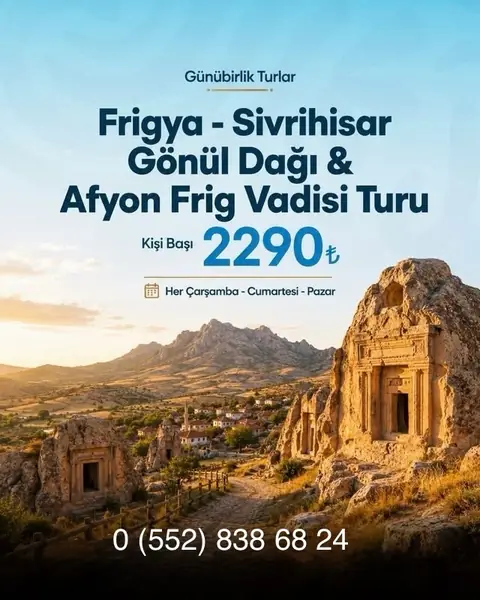 Günübirlik Turlar
Frigya - Sivrihisar
Gönül Dağı &
Afyon Frig Vadisi Turu
Kişi Başı 2290₺
Her Çarşamba - Cumartesi - Pazar
0 (552) 838 68 24